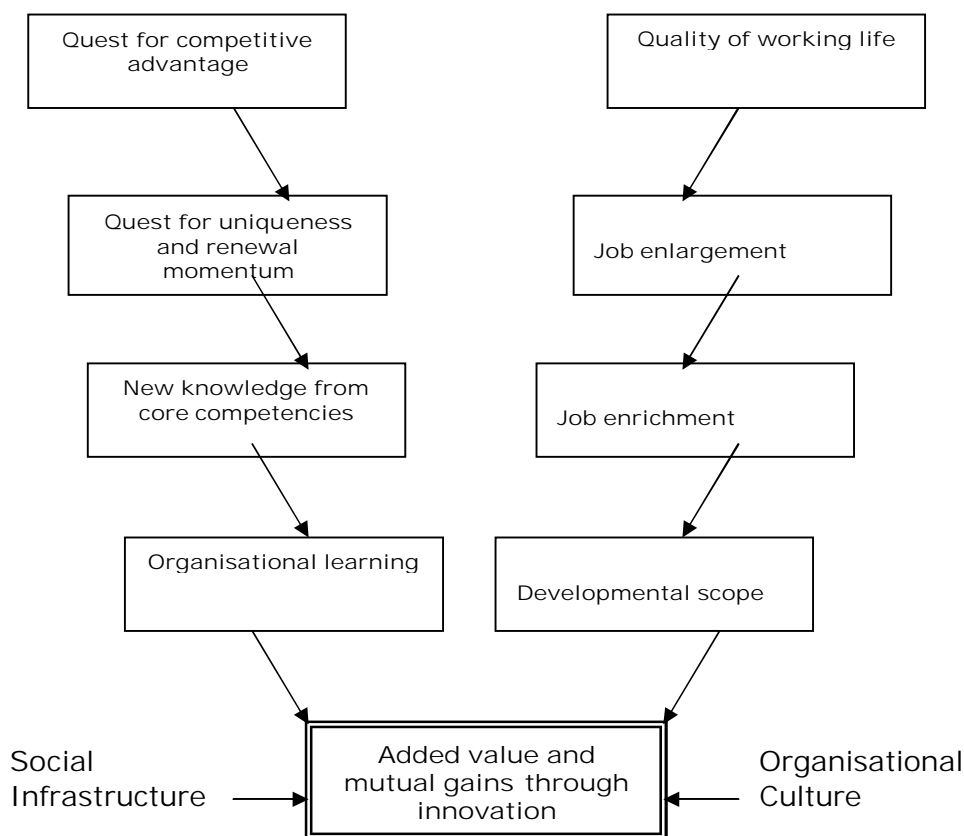 Quest for competitive
advantage
Quality of working life
Quest for uniqueness
and renewal
momentum
Job enlargement
New knowledge from
core competencies
Job enrichment
Organisational learning
Developmental scope
Social
Infrastructure
Added value and
mutual gains through
innovation
Organisational
Culture